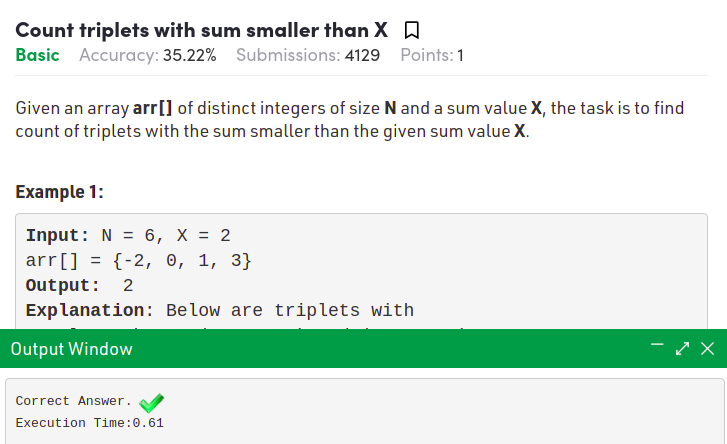 Count triplets with sum smaller than X
Basic Accuracy: 35.22% Submissions: 4129 Points: 1
Given an array arr[] of distinct integers of size N and a sum value X, the task is to find
count of triplets with the sum smaller than the given sum value X.
Example 1:
Input: N = 6, X = 2
arr[] = {-2, 0, 1, 3}
Output: 2
Explanation: Below are triplets with
Output Window
Correct Answer.
Execution Time:0.61